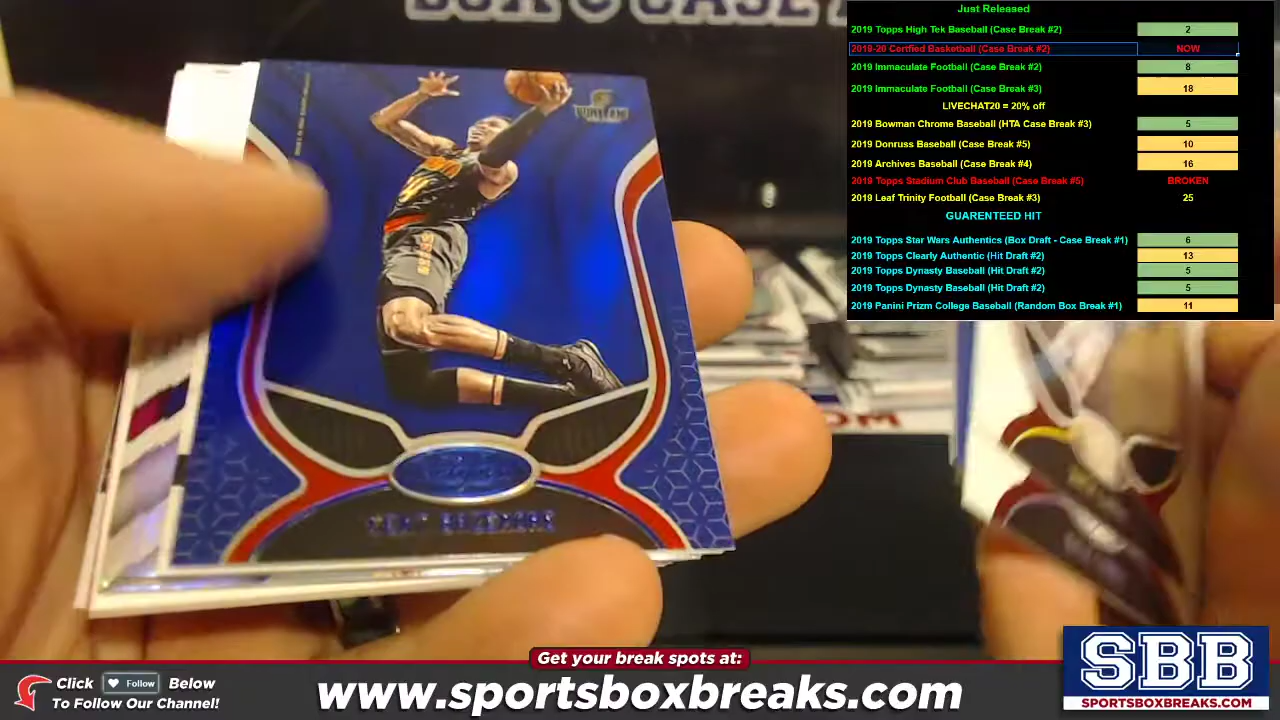 BOX & CASE
Just Released
2019 Topps High Tek Baseball (Case Break #2) 2
2019-20 Certfied Basketball (Case Break #2) NOW
2019 Immaculate Football (Case Break #2) 8
2019 Immaculate Football (Case Break #3) 18
LIVECHAT20 = 20% off
2019 Bowman Chrome Baseball (HTA Case Break #3) 5
2019 Donruss Baseball (Case Break #5) 10
2019 Archives Baseball (Case Break #4) 16
2019 Topps Stadium Club Baseball (Case Break #5) BROKEN
2019 Leaf Trinity Football (Case Break #3) 25
GUARENTEED HIT
2019 Topps Star Wars Authentics (Box Draft - Case Break #1) 6
2019 Topps Clearly Authentic (Hit Draft #2) 13
2019 Topps Dynasty Baseball (Hit Draft #2) 5
2019 Topps Dynasty Baseball (Hit Draft #2) 5
2019 Panini Prizm College Baseball (Random Box Break #1) 11
KENT BAZEMORE
Get your break spots at:
Click Follow Below
To Follow Our Channel!
www.sportsboxbreaks.com
SBB
SPORTSBOXBREAKS.COM